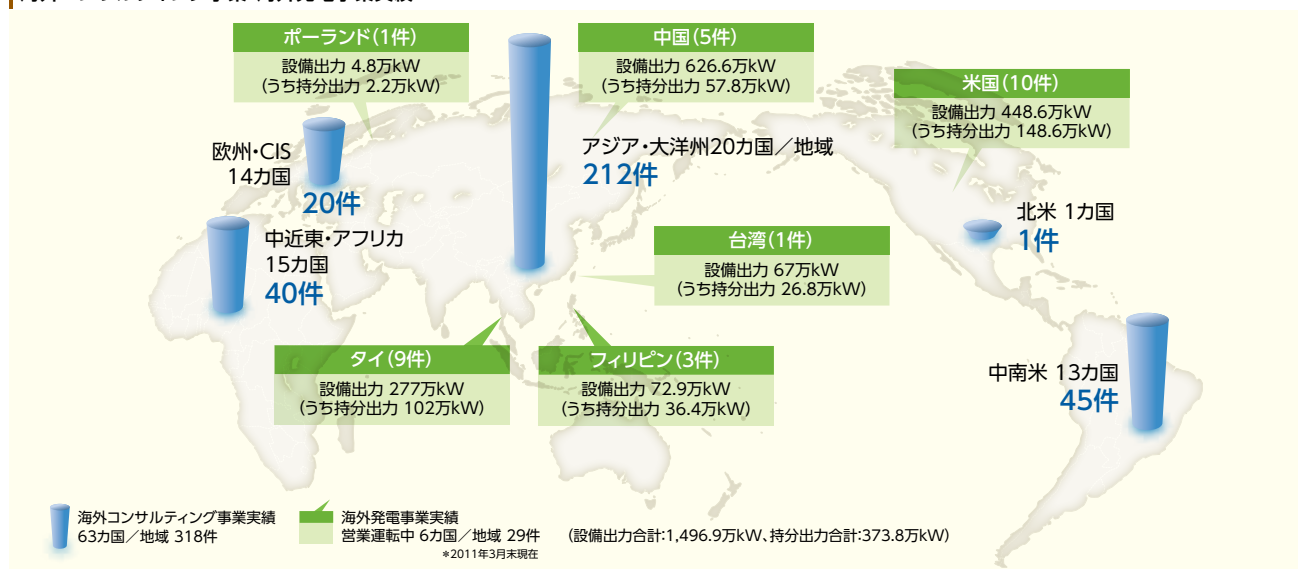 ポーランド(1件)
設備出力 4.8万kW
(うち持分出力 2.2万kW)
中国(5件)
設備出力 626.6万kW
(うち持分出力 57.8万kW)
米国(10件)
設備出力 448.6万kW
(うち持分出力 148.6万kW)
欧州・CIS
14カ国
20件
アジア・大洋州20カ国／地域
212件
北米 1カ国
1件
中近東・アフリカ
15カ国
40件
台湾(1件)
設備出力 67万kW
(うち持分出力 26.8万kW)
タイ(9件)
設備出力 277万kW
(うち持分出力 102万kW)
フィリピン(3件)
設備出力 72.9万kW
(うち持分出力 36.4万kW)
中南米 13カ国
45件
海外コンサルティング事業実績
63カ国／地域 318件
海外発電事業実績
営業運転中 6カ国／地域 29件 (設備出力合計:1,496.9万kW、持分出力合計:373.8万kW)
*2011年3月末現在